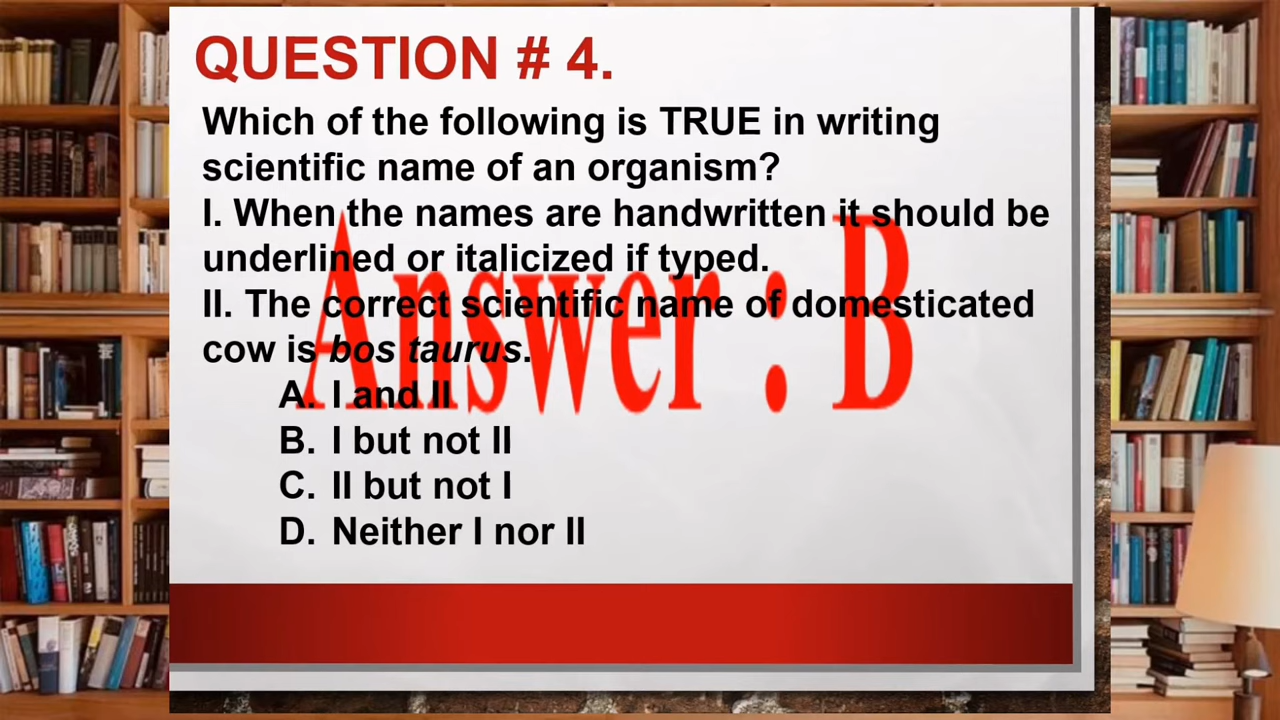 QUESTION # 4.
Which of the following is TRUE in writing
scientific name of an organism?
I. When the names are handwritten it should be
underlined or italicized if typed.
II. The correct scientific name of domesticated
cow is bos taurus.
A. I and II
B. I but not II
C. II but not I
D. Neither I nor II
Answer : B